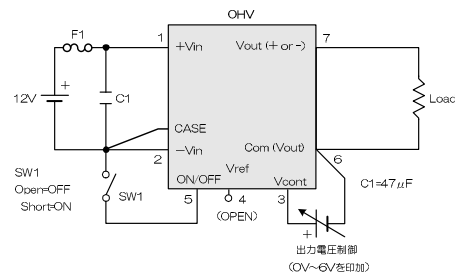 OHV
F1
1
+Vin
Vout (+ or -)
7
+
12V
C1
Load
CASE
2
−Vin
Com (Vout)
6
SW1
Open=OFF
Short=ON
SW1
ON/OFF
Vref
Vcont
C1=47μF
5
4
3
(OPEN)
+
出力電圧制御
(0V~6Vを印加)